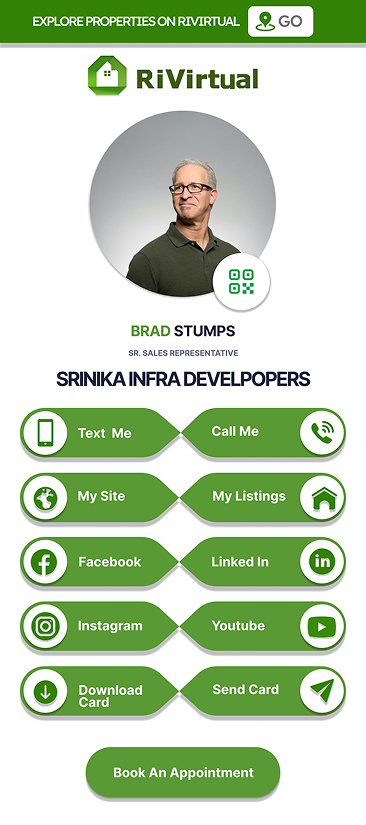 EXPLORE PROPERTIES ON RIVIRTUAL GO
RiVirtual
BRAD STUMPS
SR. SALES REPRESENTATIVE
SRINIKA INFRA DEVELPOPERS
Text Me
Call Me
My Site
My Listings
Facebook
Linked In
in
Instagram
Youtube
Download
Card
Send Card
Book An Appointment